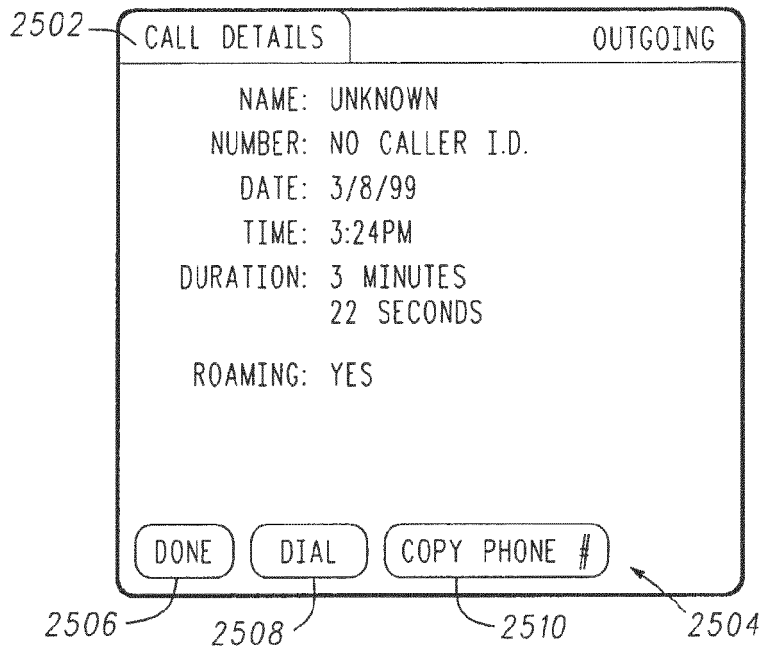 2502 CALL DETAILS OUTGOING
NAME: UNKNOWN
NUMBER: NO CALLER I.D.
DATE: 3/8/99
TIME: 3:24PM
DURATION: 3 MINUTES
22 SECONDS
ROAMING: YES
DONE DIAL COPY PHONE #
2506 2508 2510 2504